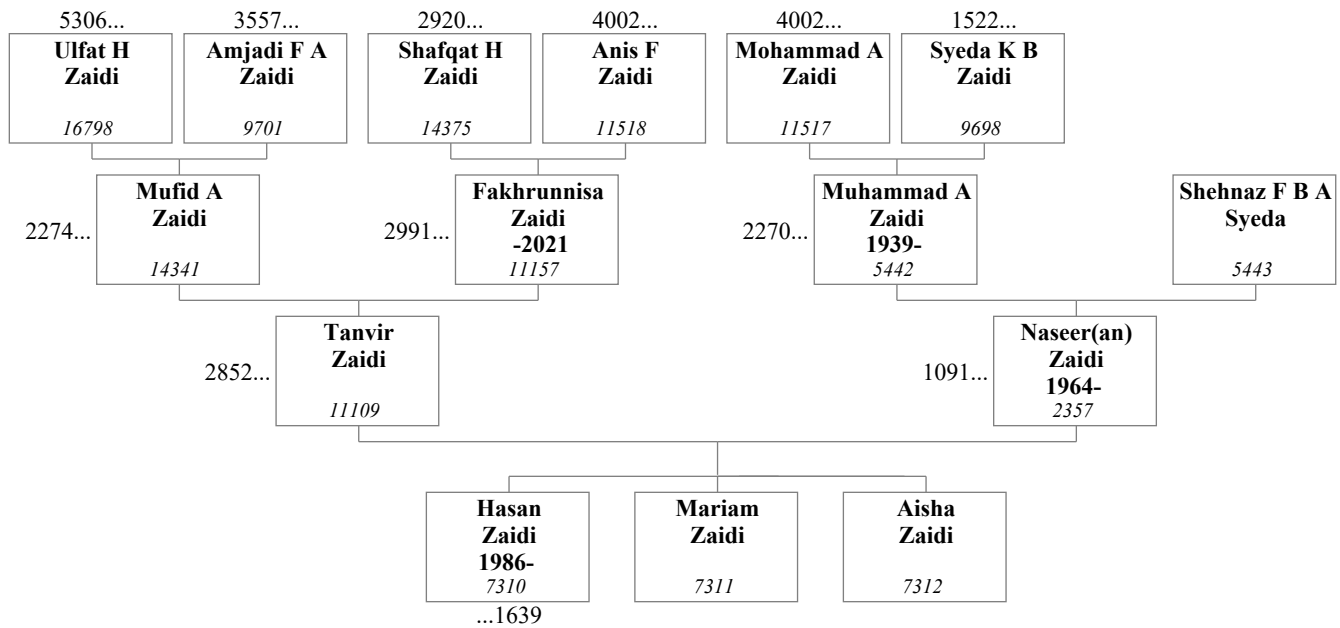 5306... 3557... 2920... 4002... 4002... 1522...
Ulfat H Zaidi 16798
Amjadi F A Zaidi 9701
Shafqat H Zaidi 14375
Anis F Zaidi 11518
Mohammad A Zaidi 11517
Syeda K B Zaidi 9698
2274...
Mufid A
Zaidi
14341
2991...
Fakhrunnisa
Zaidi
-2021
11157
2270...
Muhammad A
Zaidi
1939-
5442
Shehnaz F B A
Syeda
5443
2852...
Tanvir
Zaidi
11109
1091...
Naseer(an)
Zaidi
1964-
2357
Hasan
Zaidi
1986-
7310
...1639
Mariam
Zaidi
7311
Aisha
Zaidi
7312